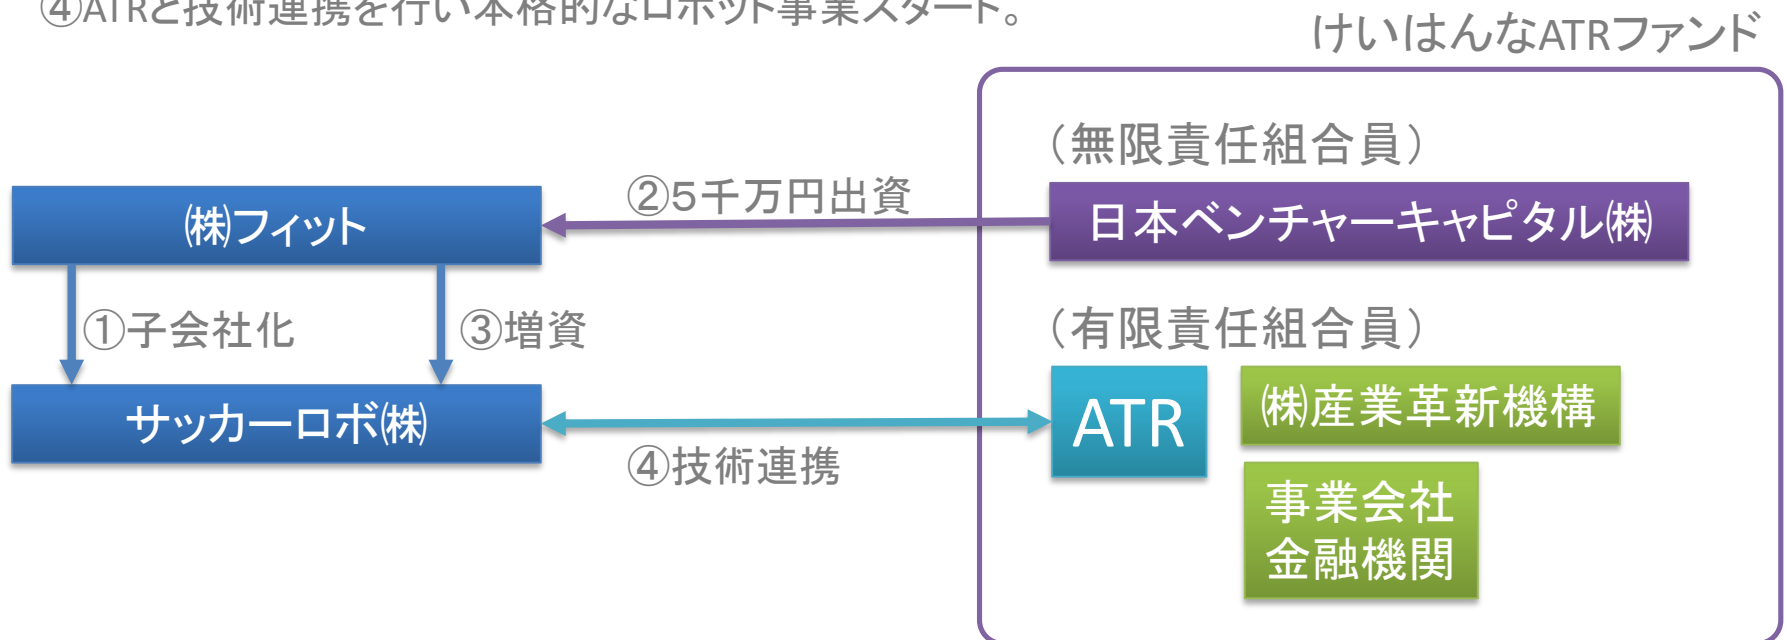 ④ATRと技術連携を行い本格的なロボット事業スタート。
けいはんなATRファンド
（無限責任組合員）
②５千万円出資
㈱フィット
日本ベンチャーキャピタル㈱
①子会社化
③増資
（有限責任組合員）
サッカーロボ㈱
ATR
㈱産業革新機構
④技術連携
事業会社
金融機関